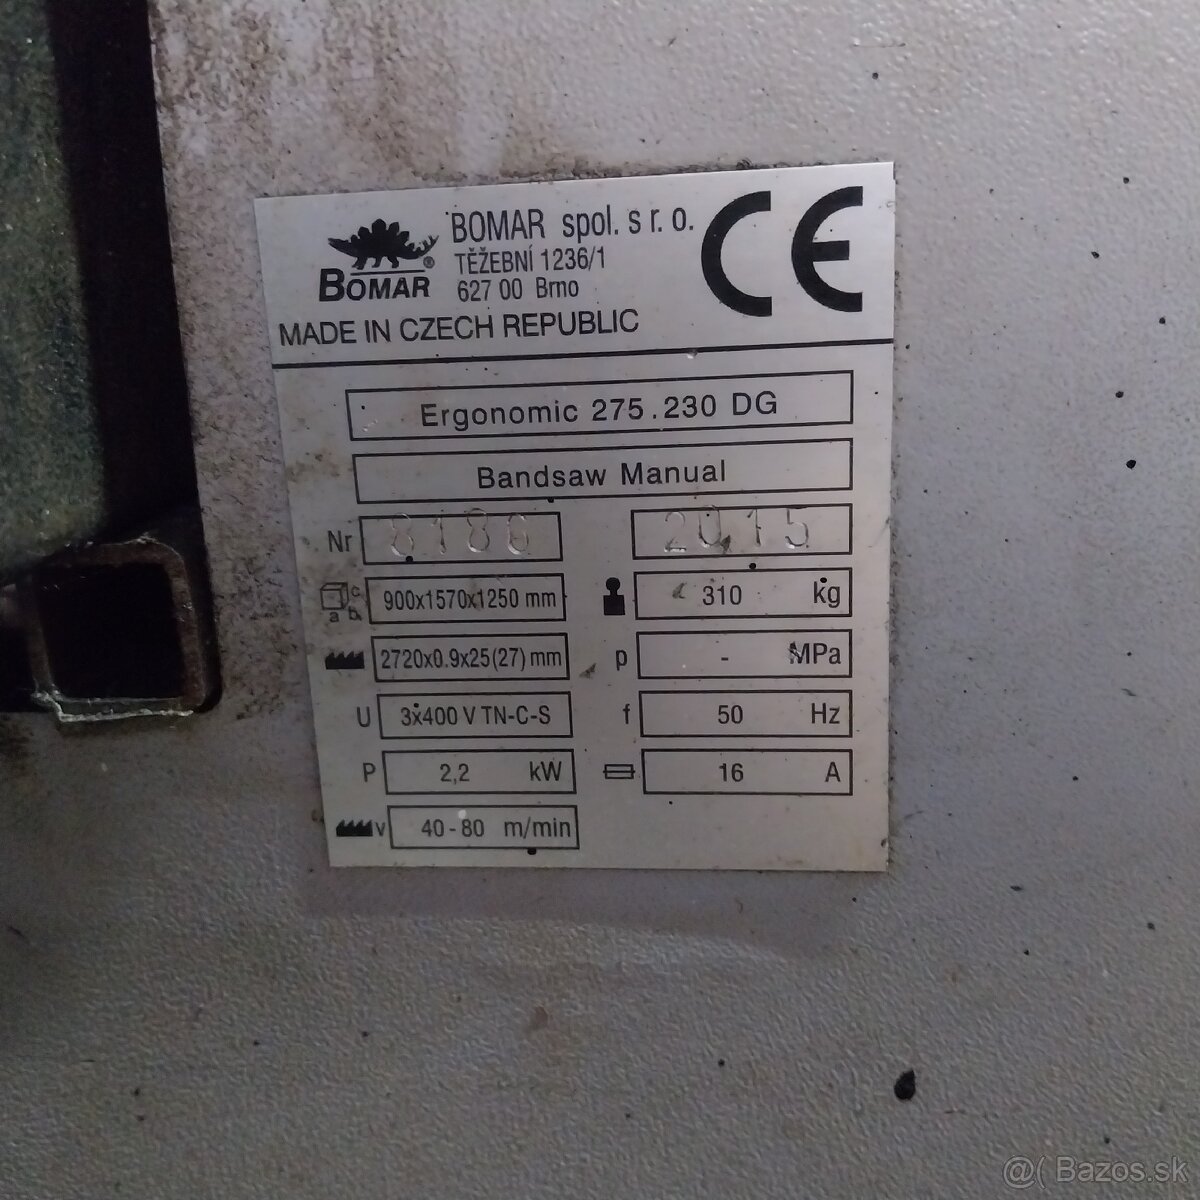 BOMAR®
BOMAR spol. s r. o.
TĚŽEBNÍ 1236/1
627 00 Brno
MADE IN CZECH REPUBLIC
CE
Ergonomic 275.230 DG
Bandsaw Manual
Nr 8186 2015
a b c 900x1570x1250 mm 310 kg
2720x0.9x25(27) mm p - MPa
U 3x400 V TN-C-S f 50 Hz
P 2,2 kW 16 A
v 40-80 m/min
@( Bazos.sk